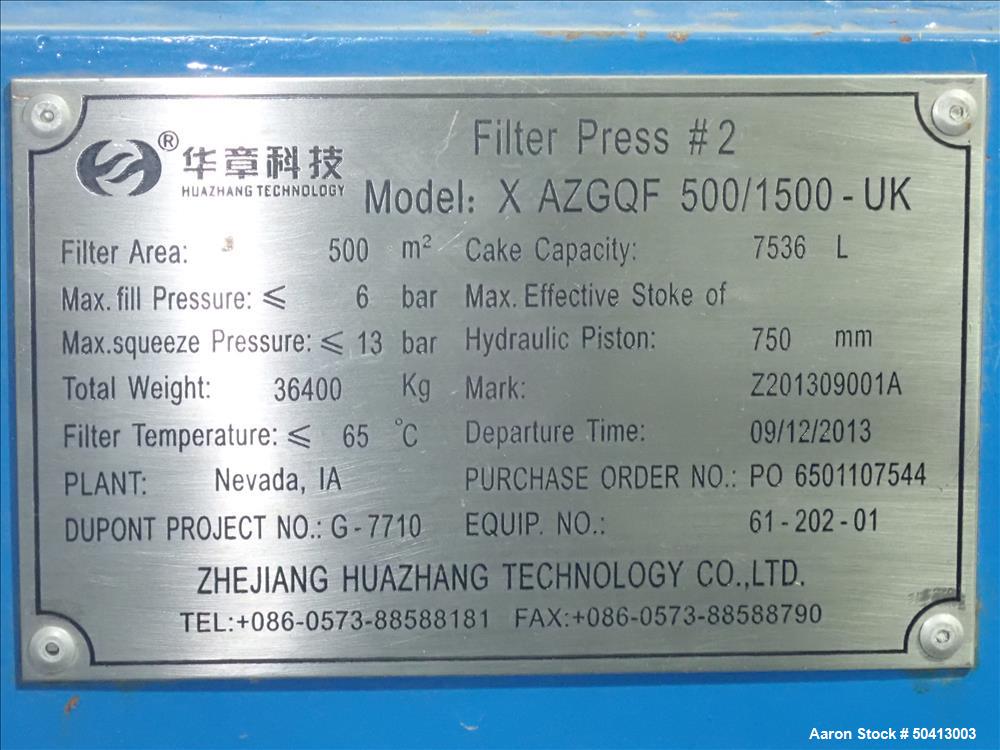 ® 华章科技
HUAZHANG TECHNOLOGY
Filter Press # 2
Model: X AZGQF 500/1500 - UK
Filter Area: 500 m² Cake Capacity: 7536 L
Max. fill Pressure: ≤ 6 bar Max. Effective Stoke of
Max.squeeze Pressure: ≤ 13 bar Hydraulic Piston: 750 mm
Total Weight: 36400 Kg Mark: Z201309001A
Filter Temperature: ≤ 65 °C Departure Time: 09/12/2013
PLANT: Nevada, IA PURCHASE ORDER NO.: PO 6501107544
DUPONT PROJECT NO.: G - 7710 EQUIP. NO.: 61 - 202 - 01
ZHEJIANG HUAZHANG TECHNOLOGY CO.,LTD.
TEL:+086-0573-88588181 FAX:+086-0573-88588790
Aaron Stock # 50413003